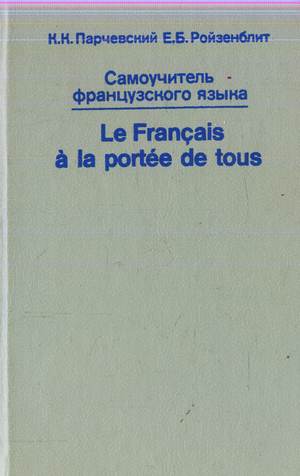 К.К. Парчевский Е.Б. Ройзенблит
Самоучитель
французского языка
Le Français
à la portée de tous